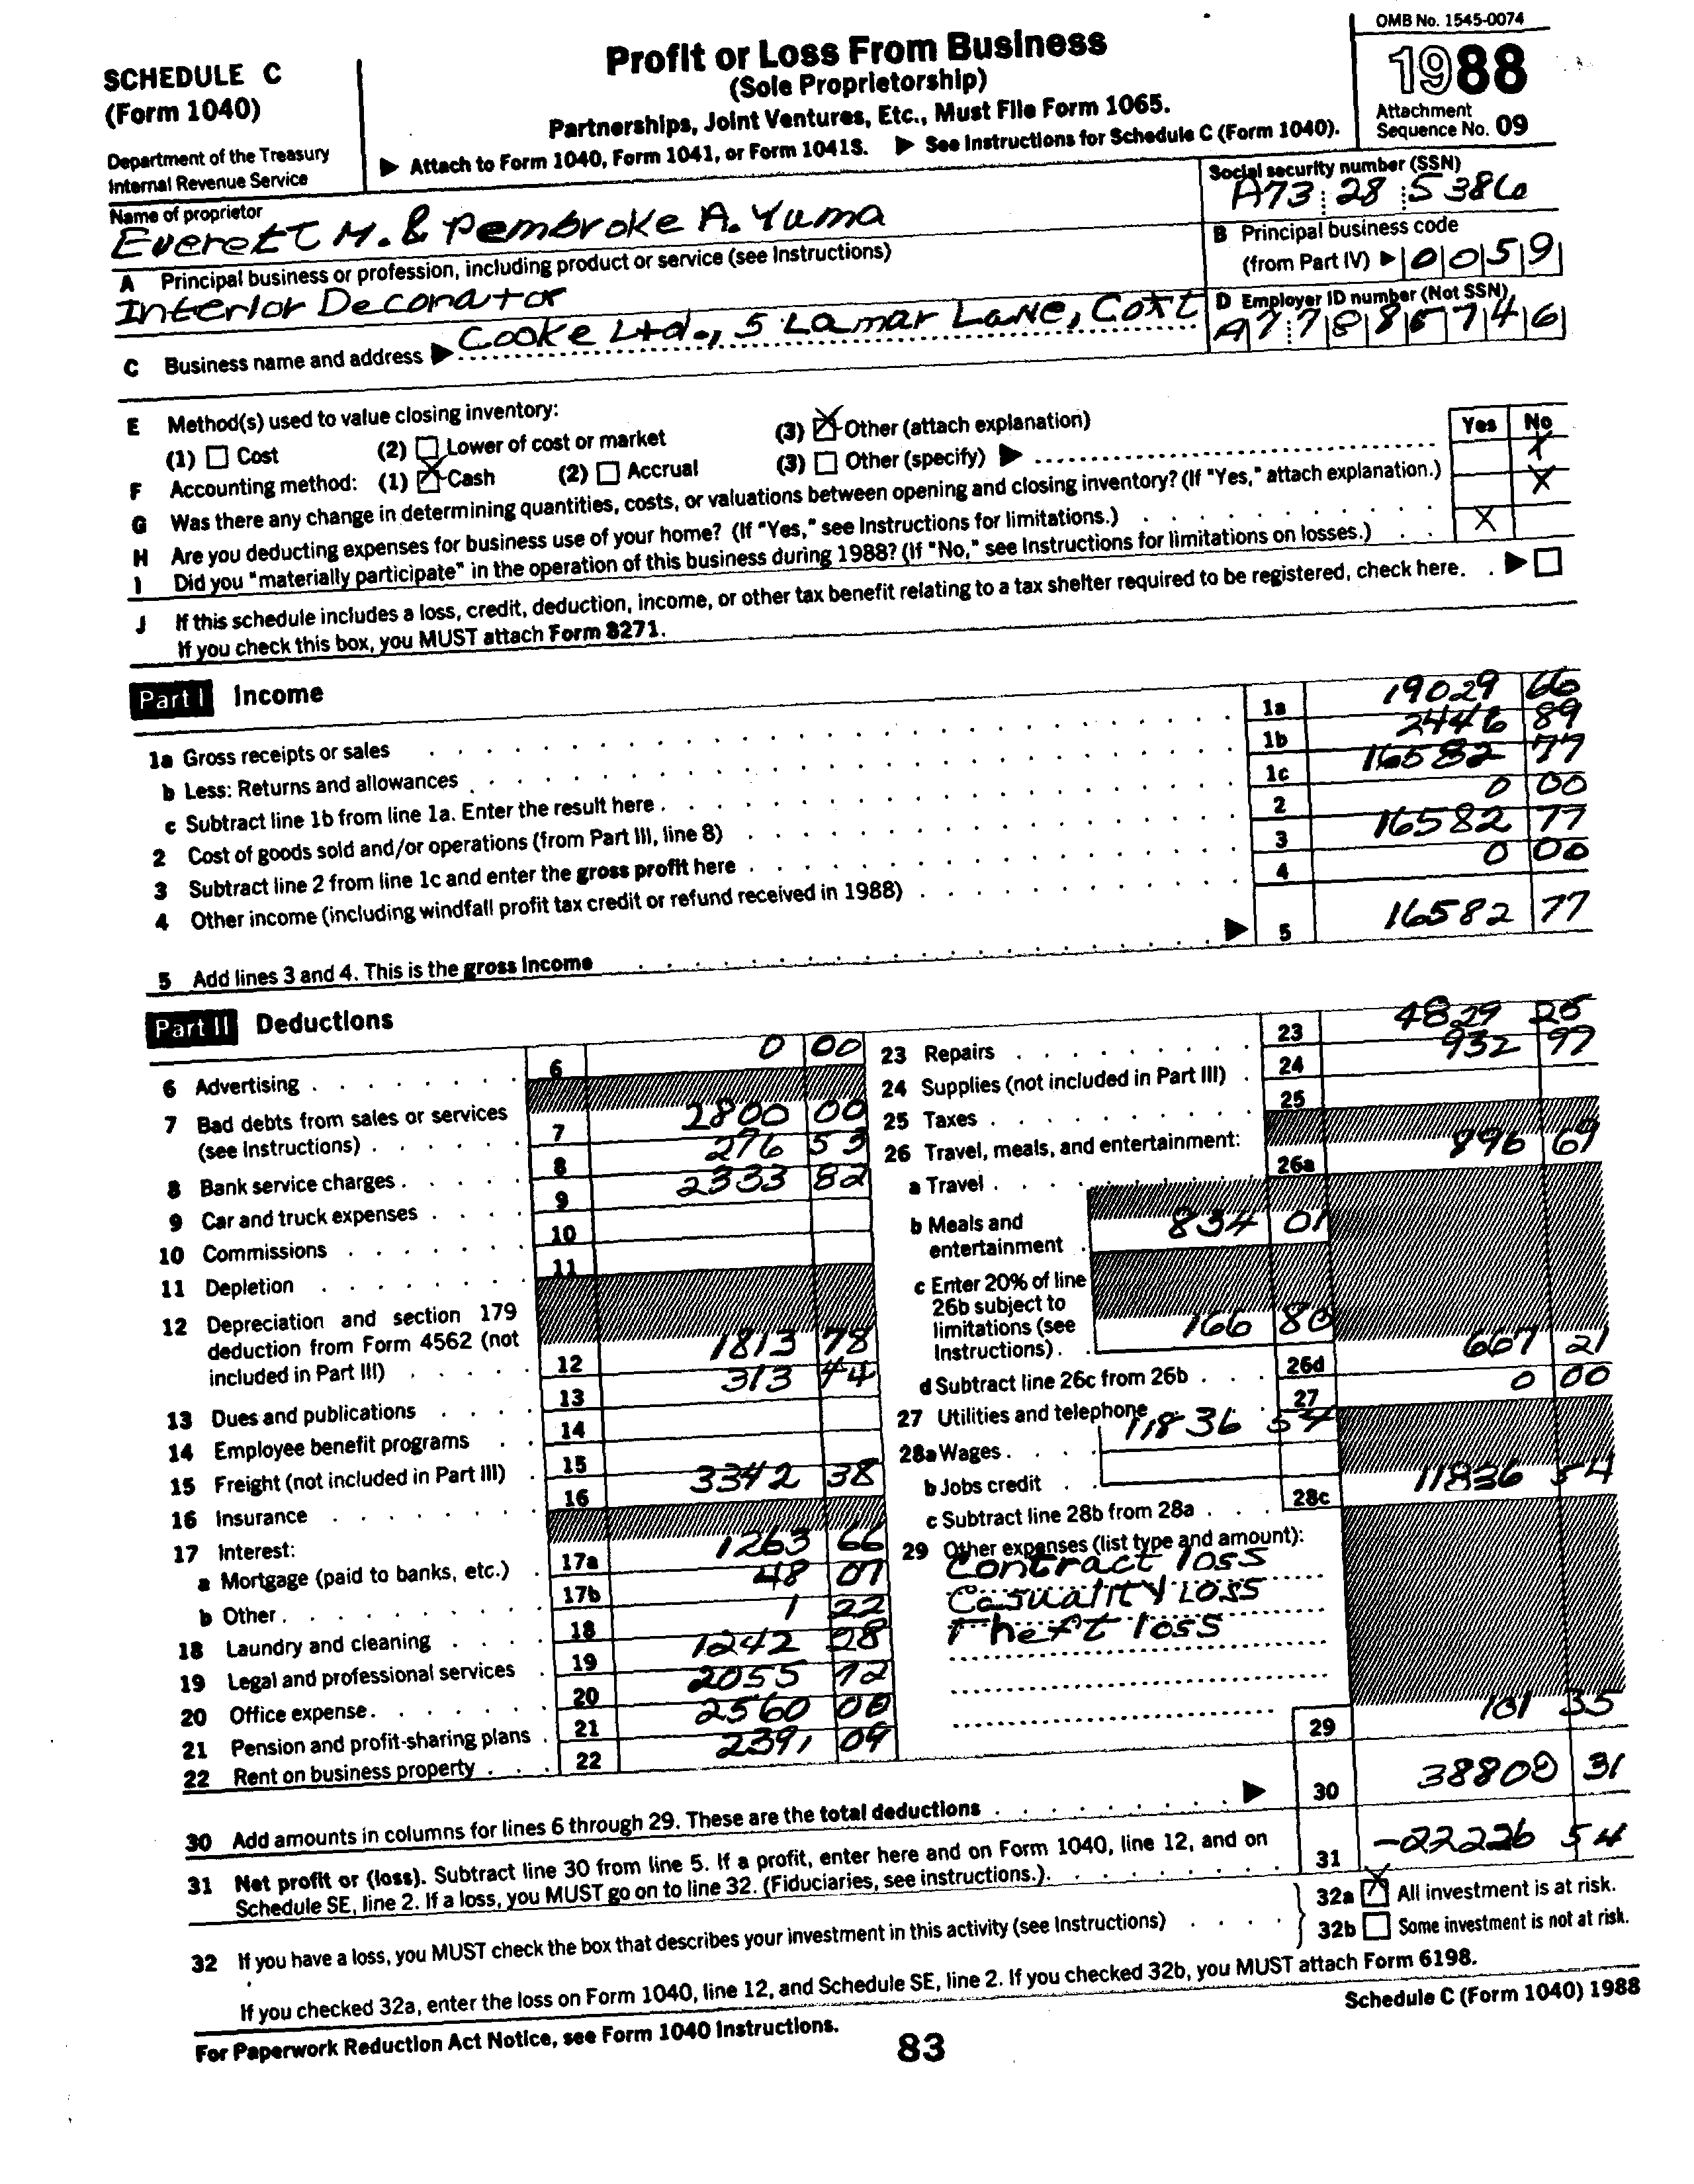 SCHEDULE C
(Form 1040)
Department of the Treasury
Internal Revenue Service
Profit or Loss From Business
(Sole Proprietorship)
Partnerships, Joint Ventures, Etc., Must File Form 1065.
▶ Attach to Form 1040, Form 1041, or Form 1041S. ▶ See Instructions for Schedule C (Form 1040).
OMB No. 1545-0074
1988
Attachment
Sequence No. 09
Name of proprietor
Everett M. & Pembroke A. Yuma
Social security number (SSN)
A73 28 5386
A Principal business or profession, including product or service (see Instructions)
Interior Decorator
B Principal business code
(from Part IV) ▶ 0059
C Business name and address ▶ Cooke Ltd., 5 Lamar Lane, Coxt
D Employer ID number (Not SSN)
A77886746
E Method(s) used to value closing inventory:
(1) Cost (2) Lower of cost or market (3) X Other (attach explanation)
F Accounting method: (1) X Cash (2) Accrual (3) Other (specify) ▶
Yes No
G Was there any change in determining quantities, costs, or valuations between opening and closing inventory? (If "Yes," attach explanation.) X
H Are you deducting expenses for business use of your home? (If "Yes," see Instructions for limitations.) X
I Did you "materially participate" in the operation of this business during 1988? (If "No," see Instructions for limitations on losses.) X
J If this schedule includes a loss, credit, deduction, income, or other tax benefit relating to a tax shelter required to be registered, check here. ▶
If you check this box, you MUST attach Form 8271.
Part I Income
1a Gross receipts or sales 1a 19029 66
b Less: Returns and allowances 1b 2446 89
c Subtract line 1b from line 1a. Enter the result here 1c 16582 77
2 Cost of goods sold and/or operations (from Part III, line 8) 2 0 00
3 Subtract line 2 from line 1c and enter the gross profit here 3 16582 77
4 Other income (including windfall profit tax credit or refund received in 1988) 4 0 00
5 Add lines 3 and 4. This is the gross income ▶ 5 16582 77
Part II Deductions
6 Advertising 6 0 00
7 Bad debts from sales or services
(see Instructions) 7 2800 00
8 Bank service charges 8 276 53
9 Car and truck expenses 9 2333 82
10 Commissions 10
11 Depletion 11
12 Depreciation and section 179
deduction from Form 4562 (not
included in Part III) 12 1813 78
13 Dues and publications 13 313 44
14 Employee benefit programs 14
15 Freight (not included in Part III) 15
16 Insurance 16 3342 38
17 Interest:
a Mortgage (paid to banks, etc.) 17a 1263 66
b Other 17b 48 07
18 Laundry and cleaning 18 1 22
19 Legal and professional services 19 1242 28
20 Office expense 20 2055 12
21 Pension and profit-sharing plans 21 2560 00
22 Rent on business property 22 2391 09
23 Repairs 23 4829 25
24 Supplies (not included in Part III) 24 932 97
25 Taxes 25
26 Travel, meals, and entertainment:
a Travel 26a 896 69
b Meals and
entertainment 834 01
c Enter 20% of line
26b subject to
limitations (see
Instructions) 166 80
d Subtract line 26c from 26b 26d 667 21
27 Utilities and telephone 27 0 00
28a Wages 11836 54
b Jobs credit
c Subtract line 28b from 28a 28c 11836 54
29 Other expenses (list type and amount):
Contract loss
Casualty loss
Theft loss
29 101 35
30 Add amounts in columns for lines 6 through 29. These are the total deductions ▶ 30 38809 31
31 Net profit or (loss). Subtract line 30 from line 5. If a profit, enter here and on Form 1040, line 12, and on
Schedule SE, line 2. If a loss, you MUST go on to line 32. (Fiduciaries, see instructions.) 31 -22226 54
32 If you have a loss, you MUST check the box that describes your investment in this activity (see Instructions)
32a X All investment is at risk.
32b Some investment is not at risk.
If you checked 32a, enter the loss on Form 1040, line 12, and Schedule SE, line 2. If you checked 32b, you MUST attach Form 6198.
For Paperwork Reduction Act Notice, see Form 1040 Instructions.
Schedule C (Form 1040) 1988
83